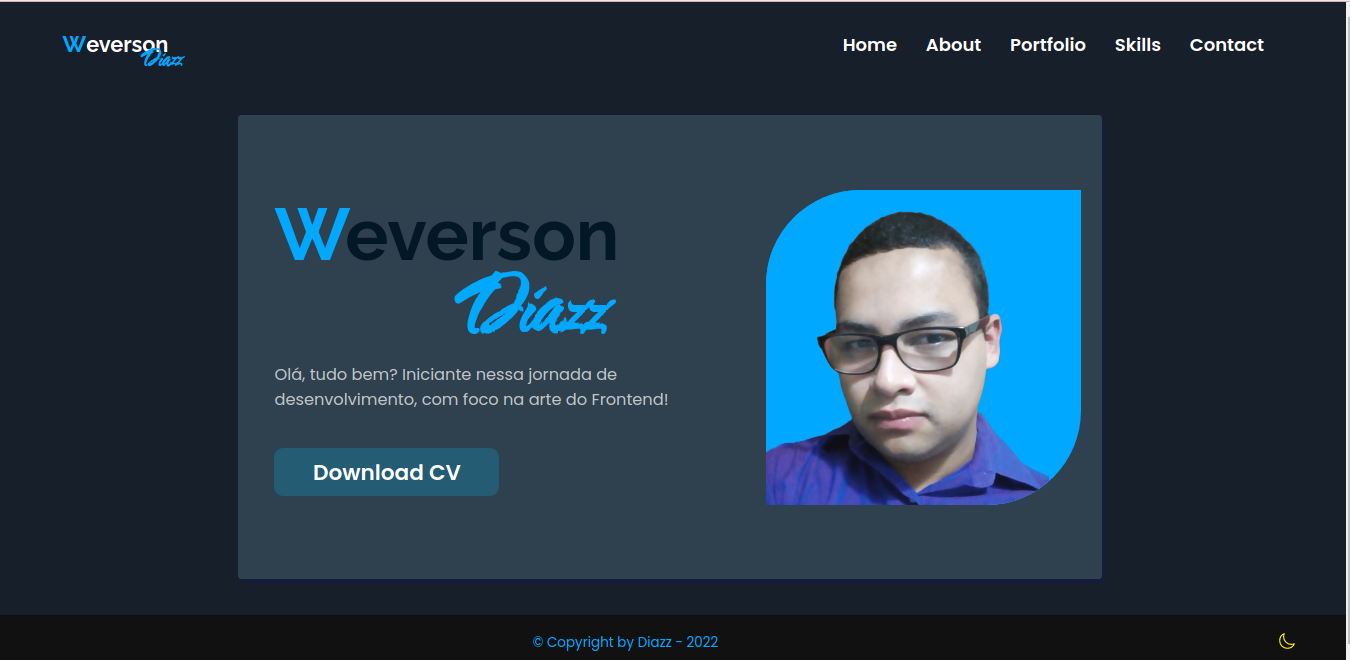 Weverson
Diazz
Home About Portfolio Skills Contact
Weverson
Diazz
Olá, tudo bem? Iniciante nessa jornada de
desenvolvimento, com foco na arte do Frontend!
Download CV
© Copyright by Diazz - 2022